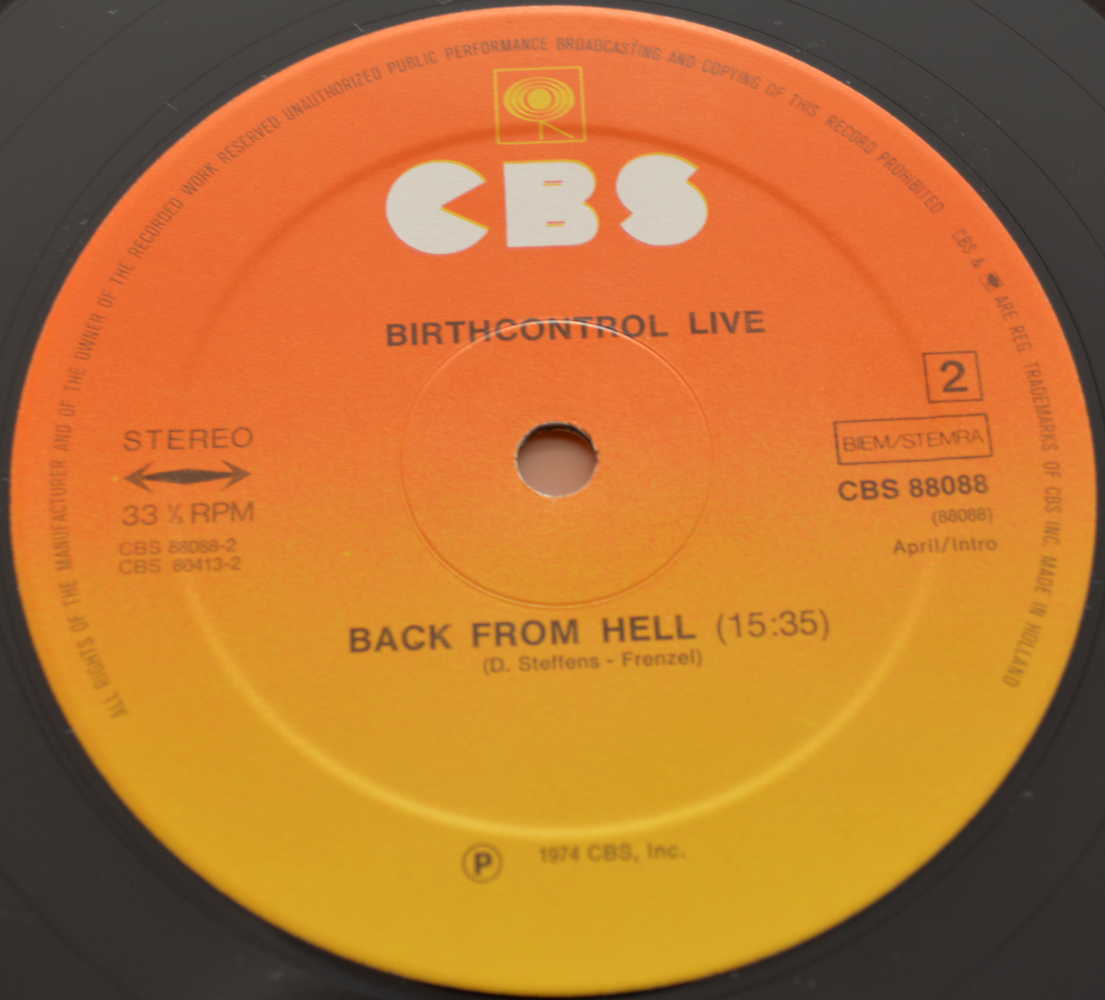 ALL RIGHTS OF THE MANUFACTURER AND OF THE OWNER OF THE RECORDED WORK RESERVED UNAUTHORIZED PUBLIC PERFORMANCE BROADCASTING AND COPYING OF THIS RECORD PROHIBITED
CBS & ARE REG. TRADEMARKS OF CBS INC. MADE IN HOLLAND
CBS
BIRTHCONTROL LIVE
2
STEREO
BIEM/STEMRA
33 ⅓ RPM
CBS 88088
(88088)
CBS 88088-2
CBS 80413-2
April/Intro
BACK FROM HELL (15:35)
(D. Steffens - Frenzel)
P 1974 CBS, Inc.